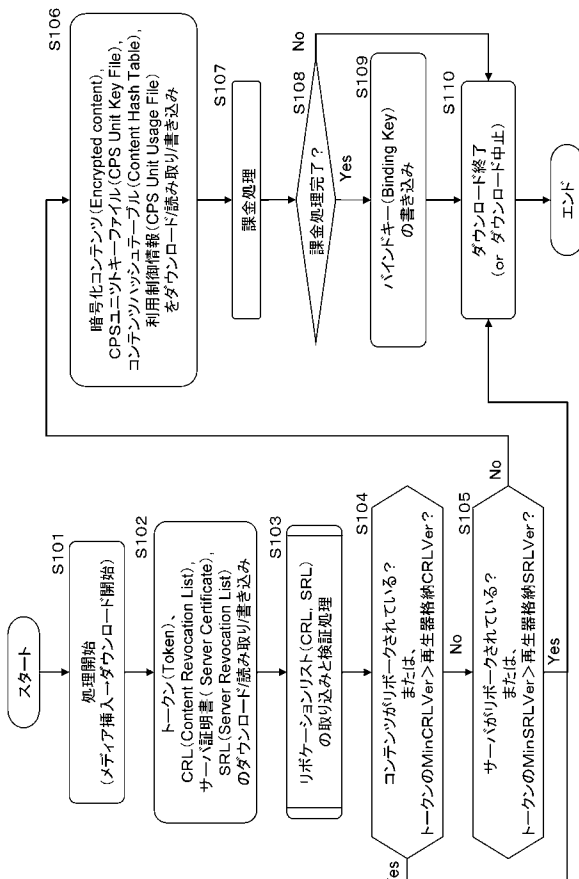 スタート
S101
処理開始
(メディア挿入→ダウンロード開始)
S102
トークン(Token)、
CRL(Content Revocation List)、
サーバ証明書( Server Certificate)、
SRL(Server Revocation List)
のダウンロード/読み取り/書き込み
S103
リボケーションリスト(CRL, SRL)
の取り込みと検証処理
S104
コンテンツがリボークされている?
または、
トークンのMinCRLVer>再生器格納CRLVer?
Yes
No
S105
サーバがリボークされている?
または、
トークンのMinSRLVer>再生器格納SRLVer?
No
Yes
S106
暗号化コンテンツ(Encrypted content)、
CPSユニットキーファイル(CPS Unit Key File)、
コンテンツハッシュテーブル(Content Hash Table)、
利用制御情報(CPS Unit Usage File)
をダウンロード/読み取り/書き込み
S107
課金処理
S108
課金処理完了?
No
Yes
S109
バインドキー(Binding Key)
の書き込み
S110
ダウンロード終了
(or ダウンロード中止)
エンド